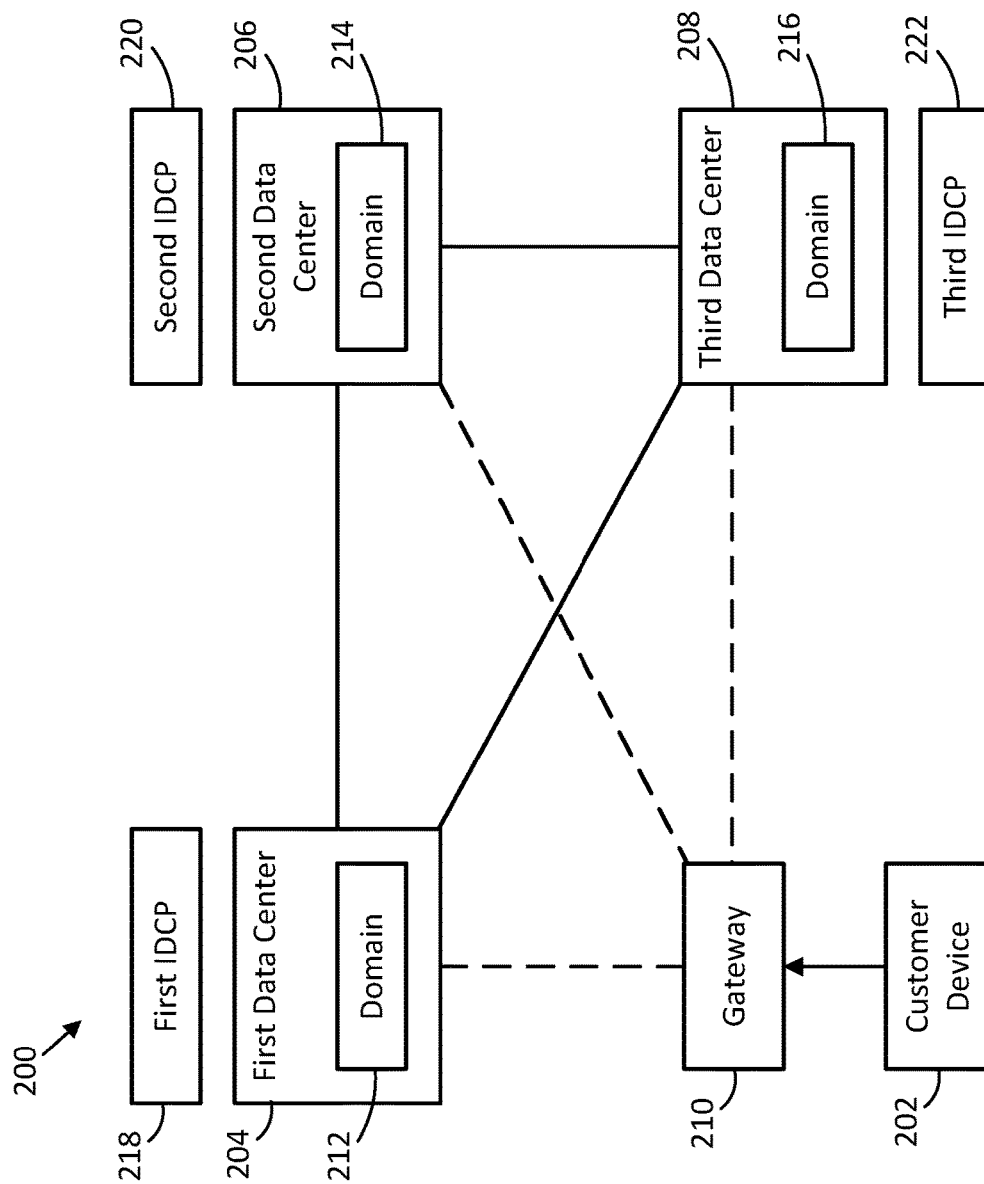 200
218
First IDCP
Second IDCP
220
204
First Data Center
Second Data
Center
206
212
Domain
Domain
214
210
Gateway
Third Data Center
208
Domain
216
202
Customer
Device
Third IDCP
222